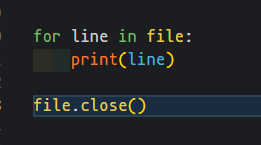 for line in file:
    print(line)
file.close()